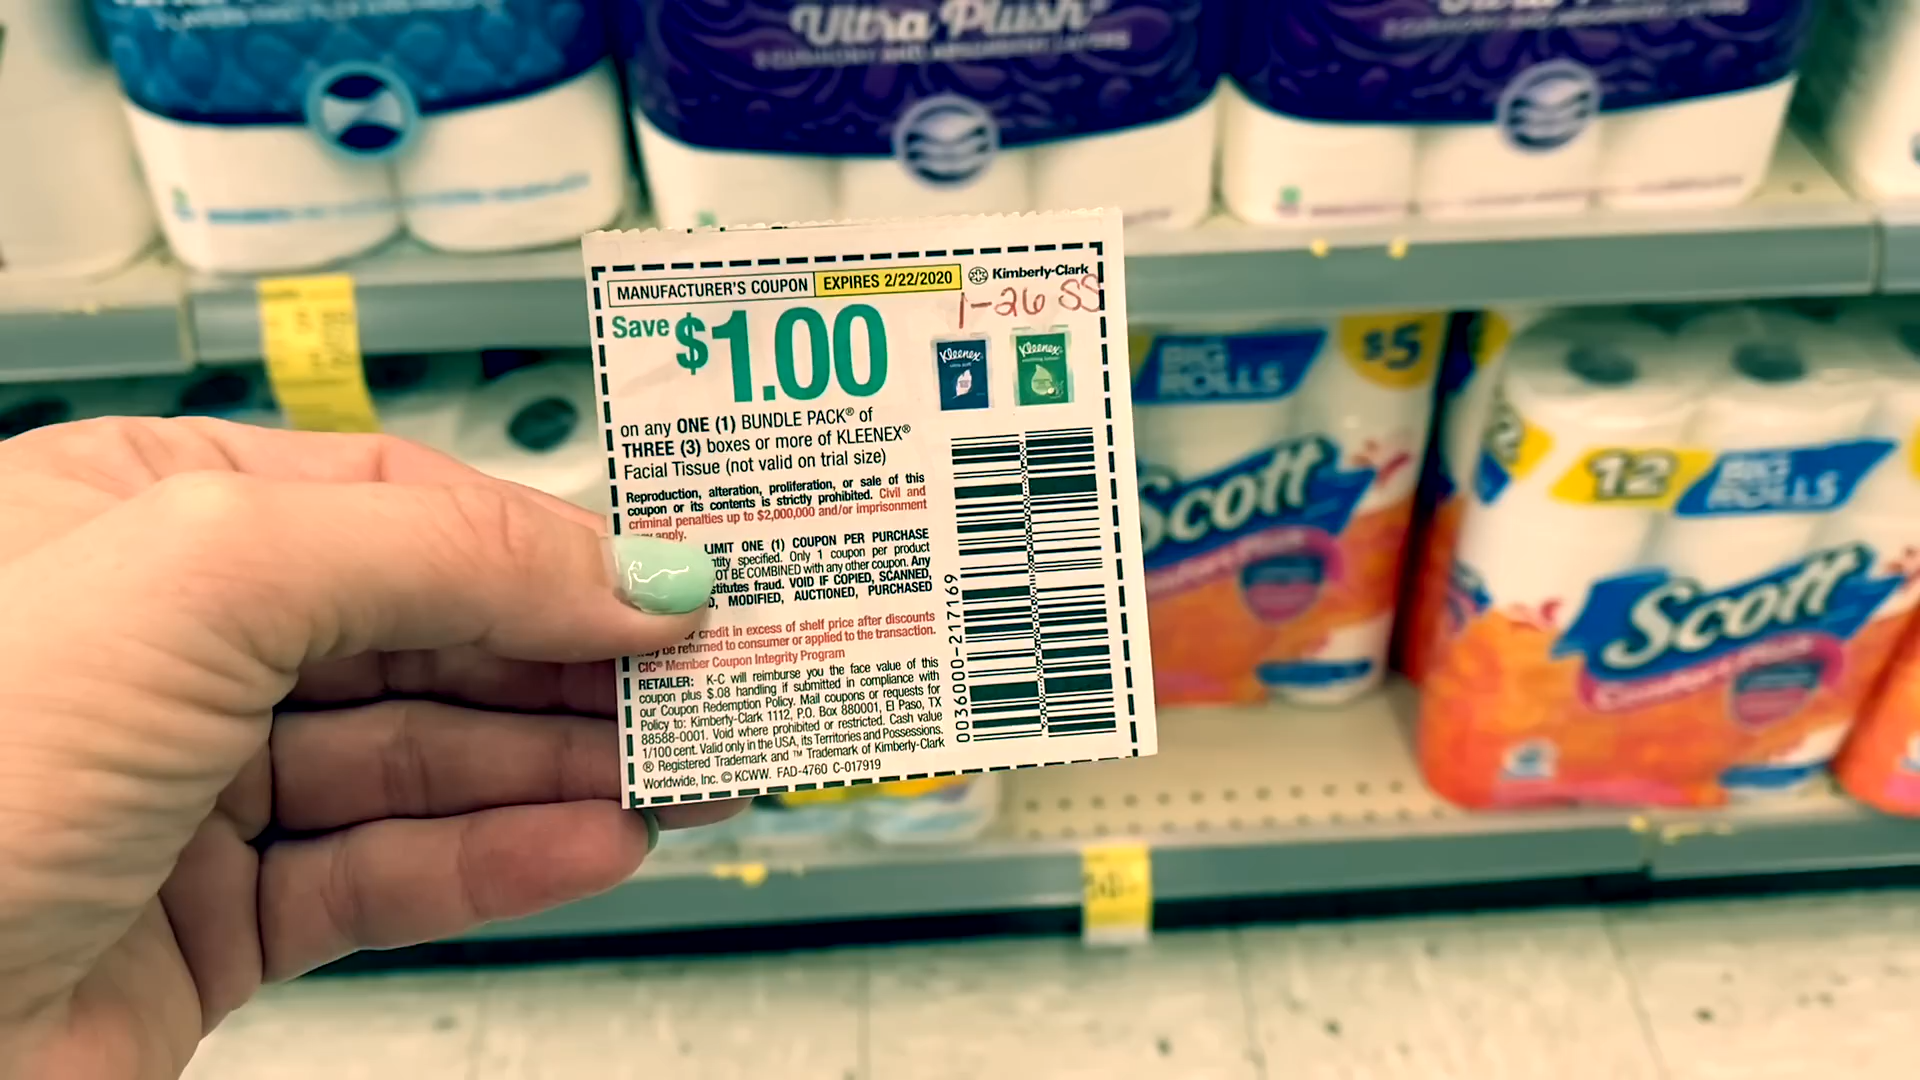 Ultra Plush
3 CUSHIONY AND ABSORBENT LAYERS
MANUFACTURER'S COUPON
EXPIRES 2/22/2020
Kimberly-Clark
1-26 SS
Save $1.00
Kleenex
Kleenex
on any ONE (1) BUNDLE PACK® of
THREE (3) boxes or more of KLEENEX®
Facial Tissue (not valid on trial size)
Reproduction, alteration, proliferation, or sale of this
coupon or its contents is strictly prohibited. Civil and
criminal penalties up to $2,000,000 and/or imprisonment
apply.
LIMIT ONE (1) COUPON PER PURCHASE
specified. Only 1 coupon per product
BE COMBINED with any other coupon. Any
fraud. VOID IF COPIED, SCANNED,
MODIFIED, AUCTIONED, PURCHASED
credit in excess of shelf price after discounts
be returned to consumer or applied to the transaction.
CIC® Member Coupon Integrity Program
RETAILER: K-C will reimburse you the face value of this
coupon plus $.08 handling if submitted in compliance with
our Coupon Redemption Policy. Mail coupons or requests for
Policy to: Kimberly-Clark 1112, P.O. Box 880001, El Paso, TX
88588-0001. Void where prohibited or restricted. Cash value
1/100 cent. Valid only in the USA, its Territories and Possessions.
® Registered Trademark and ™ Trademark of Kimberly-Clark
Worldwide, Inc. © KCWW. FAD-4760 C-017919
0036000-217169
BIG
ROLLS
$5
Scott
12
BIG
ROLLS
Scott